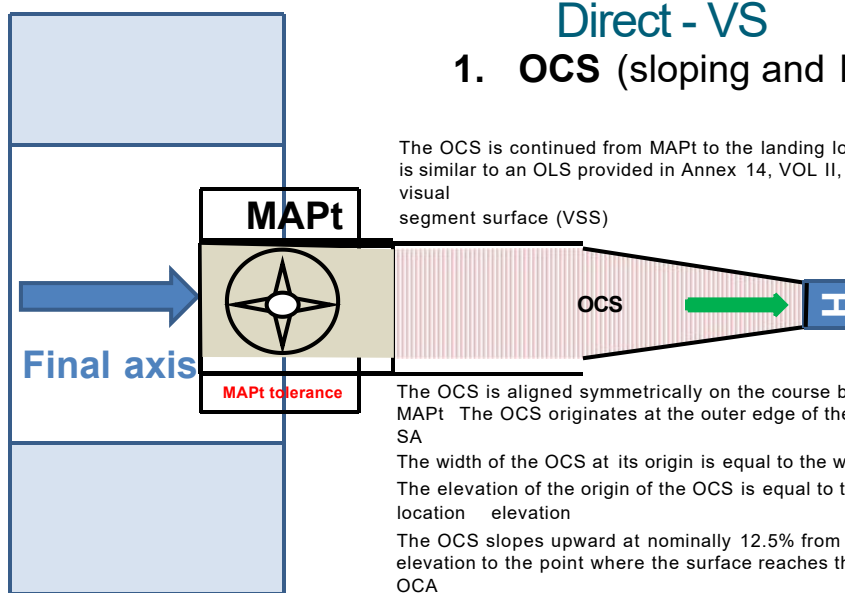 Direct - VS
1. OCS (sloping and
The OCS is continued from MAPt to the landing
is similar to an OLS provided in Annex 14, VOL II,
visual
segment surface (VSS)
MAPt
OCS
H
Final axis
MAPt tolerance
The OCS is aligned symmetrically on the course
MAPt The OCS originates at the outer edge of the
SA
The width of the OCS at its origin is equal to the
The elevation of the origin of the OCS is equal to
location elevation
The OCS slopes upward at nominally 12.5% from
elevation to the point where the surface reaches
OCA